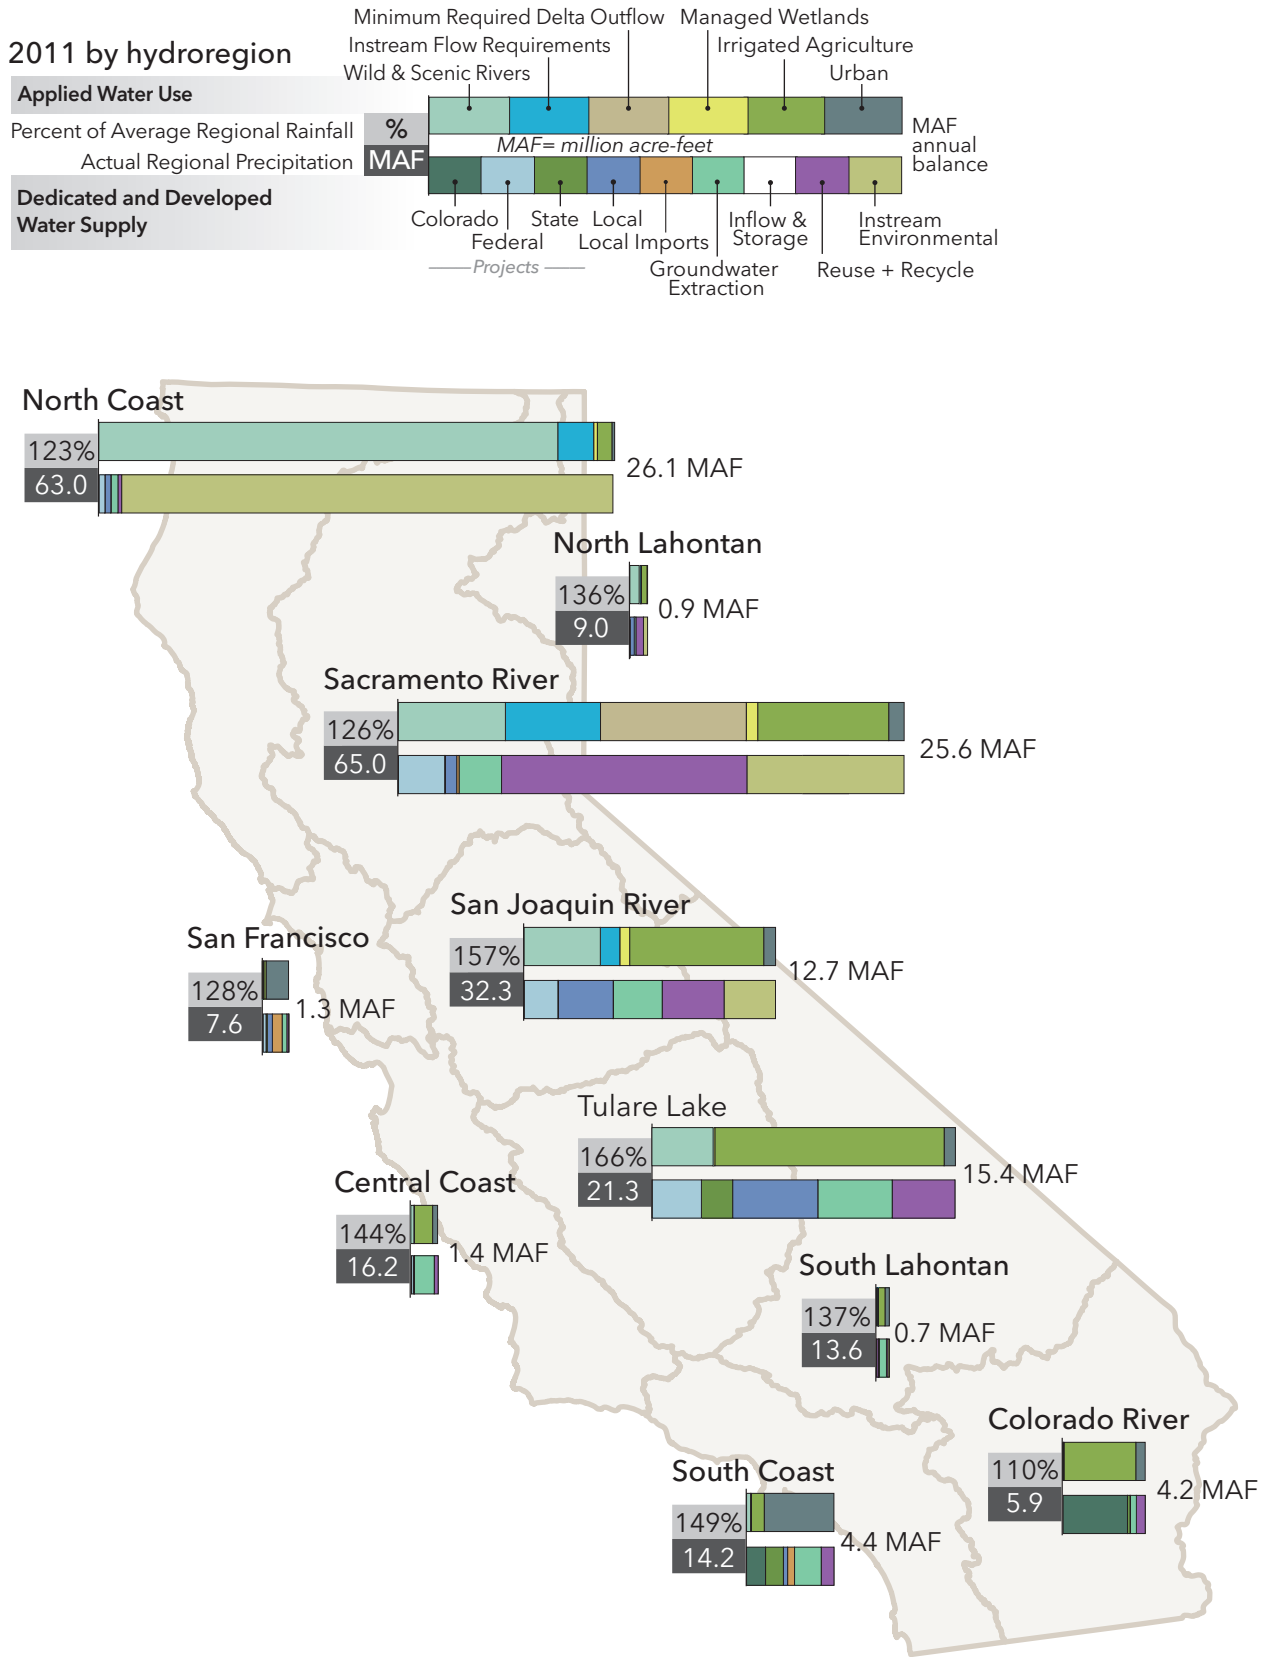 2011 by hydroregion
Minimum Required Delta Outflow
Managed Wetlands
Instream Flow Requirements
Irrigated Agriculture
Wild & Scenic Rivers
Urban
Applied Water Use
Percent of Average Regional Rainfall
%
Actual Regional Precipitation
MAF
MAF= million acre-feet
MAF
annual
balance
Dedicated and Developed
Water Supply
Colorado
State
Local
Inflow &
Storage
Instream
Environmental
Federal
Local Imports
Projects
Groundwater
Extraction
Reuse + Recycle
North Coast
123%
63.0
26.1 MAF
North Lahontan
136%
9.0
0.9 MAF
Sacramento River
126%
65.0
25.6 MAF
San Joaquin River
157%
32.3
12.7 MAF
San Francisco
128%
7.6
1.3 MAF
Tulare Lake
166%
21.3
15.4 MAF
Central Coast
144%
16.2
1.4 MAF
South Lahontan
137%
13.6
0.7 MAF
Colorado River
110%
5.9
4.2 MAF
South Coast
149%
14.2
4.4 MAF